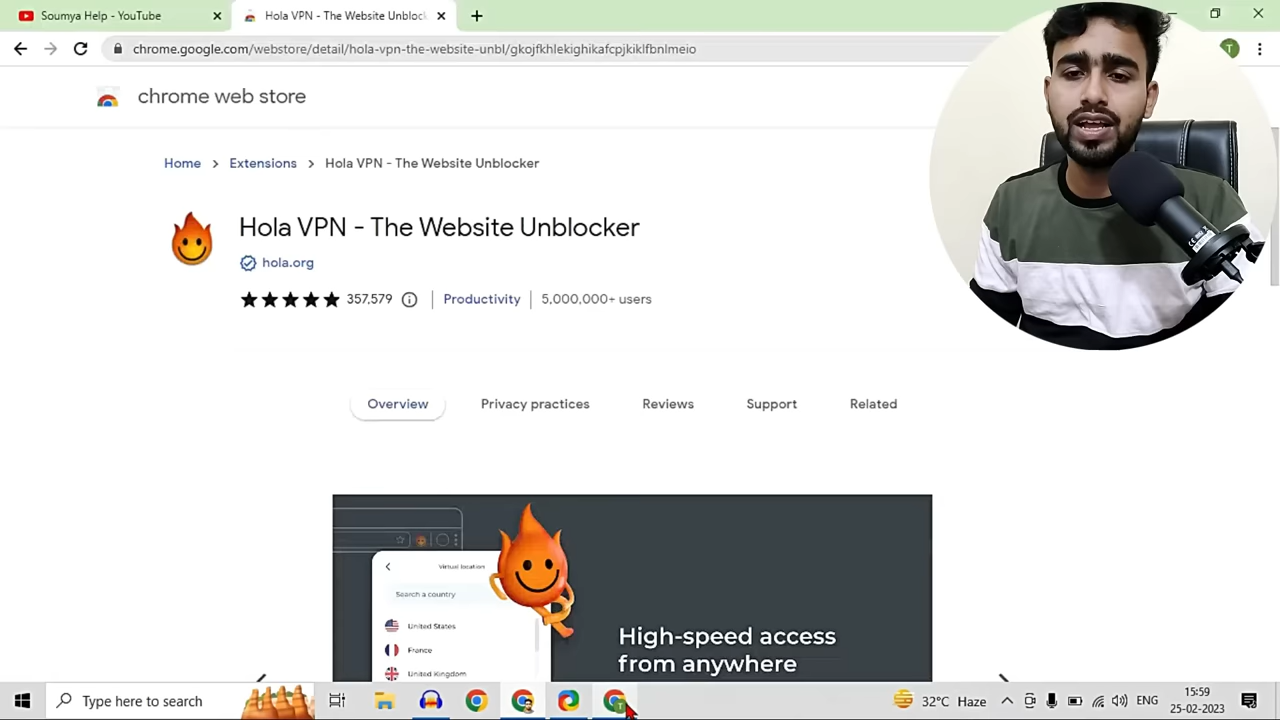 Soumya Help - YouTube
Hola VPN - The Website Unblock
chrome.google.com/webstore/detail/hola-vpn-the-website-unbl/gkojfkhlekighikafcpjkiklfbnlmeio
T
chrome web store
Home
Extensions
Hola VPN - The Website Unblocker
Hola VPN - The Website Unblocker
hola.org
357,579
Productivity
5,000,000+ users
Overview
Privacy practices
Reviews
Support
Related
Virtual location
Search a country
United States
France
United Kingdom
High-speed access
from anywhere
Type here to search
32°C Haze
ENG
15:59
25-02-2023